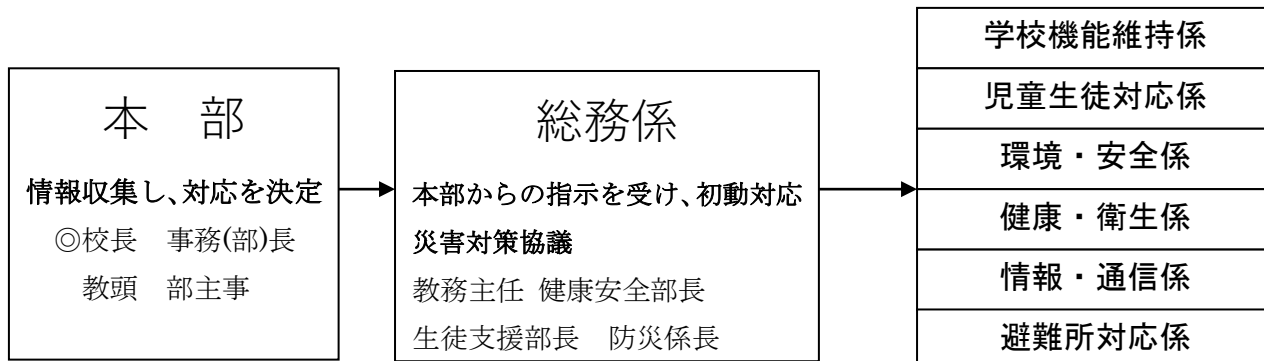 本　部
情報収集し、対応を決定
◎校長　事務(部)長
教頭　部主事
総務係
本部からの指示を受け、初動対応
災害対策協議
教務主任 健康安全部長
生徒支援部長　防災係長
学校機能維持係
児童生徒対応係
環境・安全係
健康・衛生係
情報・通信係
避難所対応係